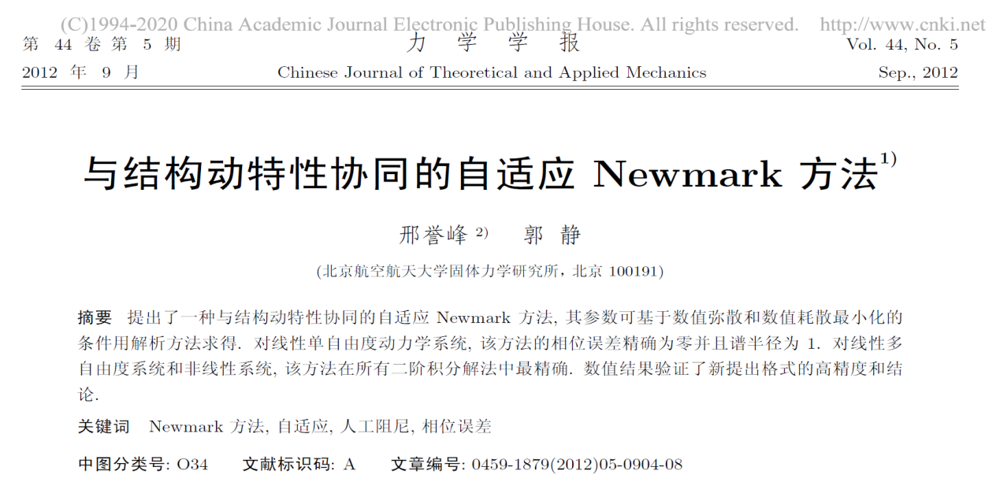 (C)1994-2020 China Academic Journal Electronic Publishing House. All rights reserved. http://www.cnki.net
第 44 卷 第 5 期 力 学 学 报 Vol. 44, No. 5
2012 年 9 月 Chinese Journal of Theoretical and Applied Mechanics Sep., 2012
与结构动特性协同的自适应 Newmark 方法1)
邢誉峰 2) 郭 静
(北京航空航天大学固体力学研究所, 北京 100191)
摘要 提出了一种与结构动特性协同的自适应 Newmark 方法, 其参数可基于数值弥散和数值耗散最小化的
条件用解析方法求得. 对线性单自由度动力学系统, 该方法的相位误差精确为零并且谱半径为 1. 对线性多
自由度系统和非线性系统, 该方法在所有二阶积分解法中最精确. 数值结果验证了新提出格式的高精度和结
论.
关键词 Newmark 方法, 自适应, 人工阻尼, 相位误差
中图分类号: O34 文献标识码: A 文章编号: 0459-1879(2012)05-0904-08